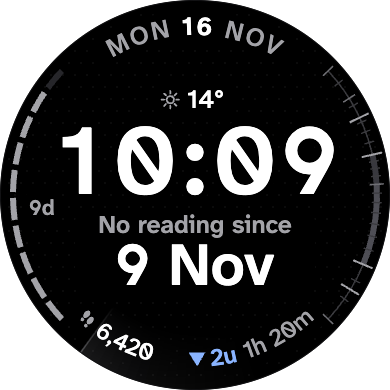 MON 16 NOV
14°
10:09
9d
No reading since
9 Nov
6,420
▼2u 1h 20m